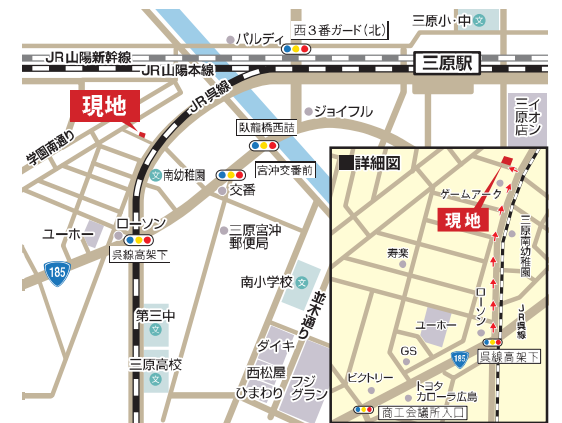 西３番ガード（北）
三原小・中
文
パルディ
JR山陽新幹線
JR山陽本線
三原駅
JR呉線
現地
ジョイフル
イオン
三原店
臥龍橋西詰
学園南通り
文
南幼稚園
宮沖交番前
交番
ローソン
ユーホー
三原宮沖
郵便局
呉線高架下
185
南小学校
文
並木通り
第三中
文
三原高校
文
ダイキ
西松屋
ひまわり
フジ
グラン
■詳細図
ゲームアーク
現地
三原南幼稚園
寿楽
ローソン
JR呉線
ユーホー
GS
185
呉線高架下
ビクトリー
トヨタ
カローラ広島
商工会議所入口